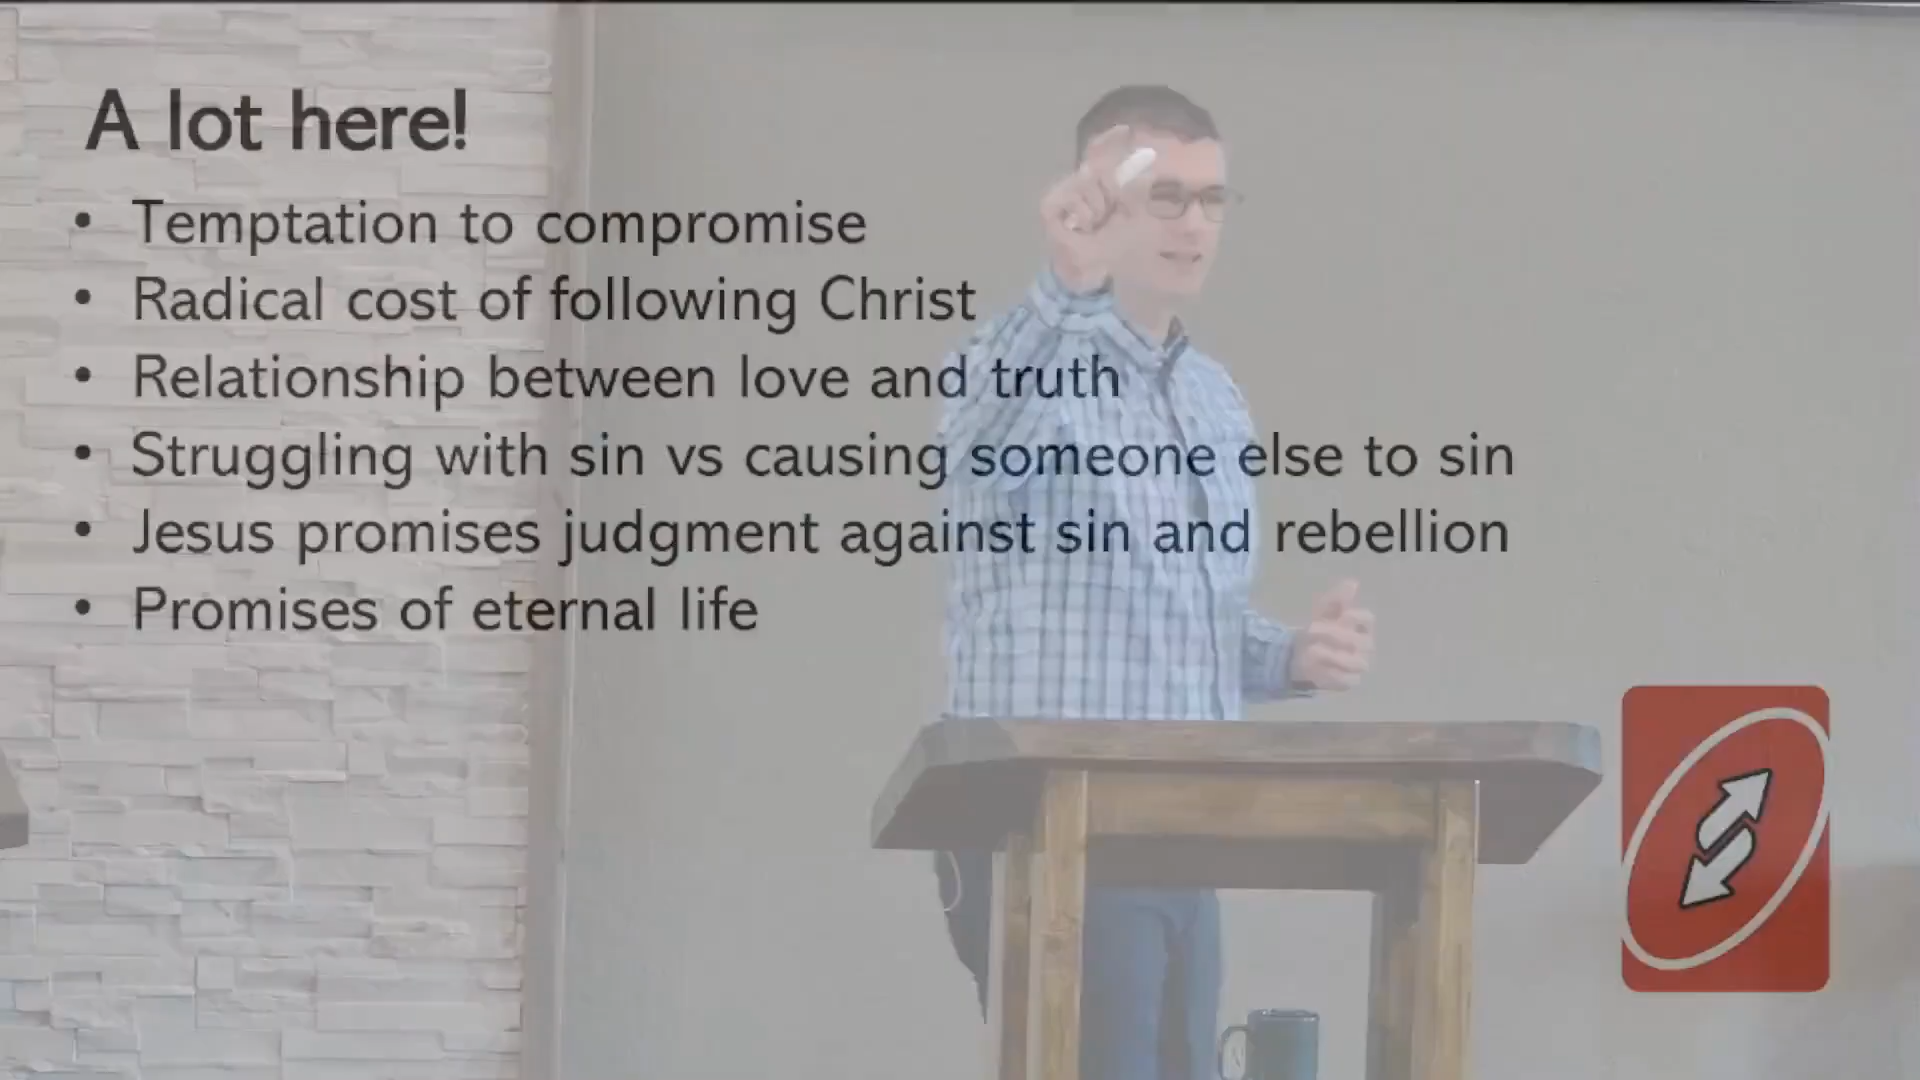 A lot here!
• Temptation to compromise
• Radical cost of following Christ
• Relationship between love and truth
• Struggling with sin vs causing someone else to sin
• Jesus promises judgment against sin and rebellion
• Promises of eternal life